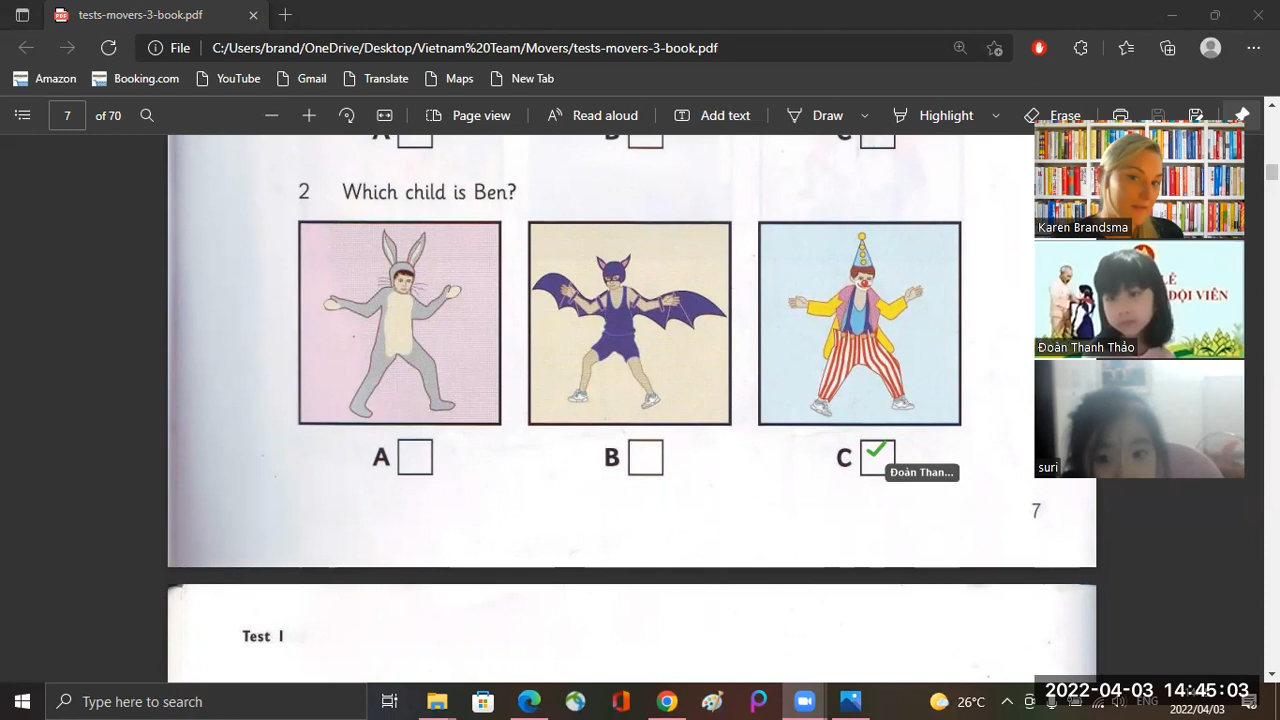 tests-movers-3-book.pdf
File C:/Users/brand/OneDrive/Desktop/Vietnam%20Team/Movers/tests-movers-3-book.pdf
Amazon Booking.com YouTube Gmail Translate Maps New Tab
7 of 70 Page view Read aloud Add text Draw Highlight Erase
2 Which child is Ben?
A B C
Đoàn Than...
7
Test 1
Karen Brandsma
LỄ
ĐỘI VIÊN
Đoàn Thanh Thảo
suri
Type here to search
26°C
ENG
2022-04-03 14:45:03
2022/04/03